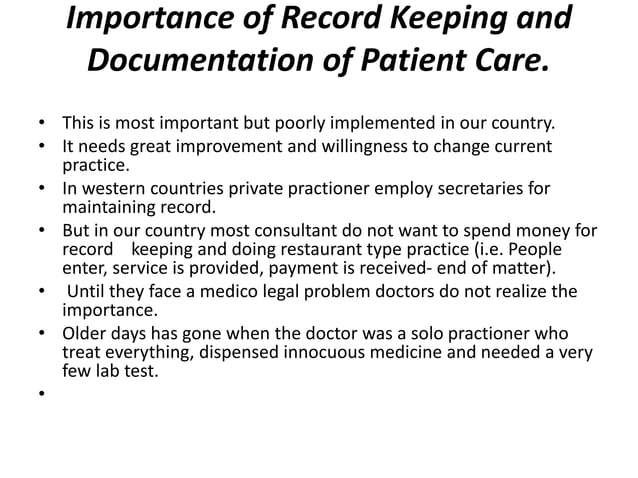 Importance of Record Keeping and
Documentation of Patient Care.
• This is most important but poorly implemented in our country.
• It needs great improvement and willingness to change current
practice.
• In western countries private practioner employ secretaries for
maintaining record.
• But in our country most consultant do not want to spend money for
record keeping and doing restaurant type practice (i.e. People
enter, service is provided, payment is received- end of matter).
• Until they face a medico legal problem doctors do not realize the
importance.
• Older days has gone when the doctor was a solo practioner who
treat everything, dispensed innocuous medicine and needed a very
few lab test.
•